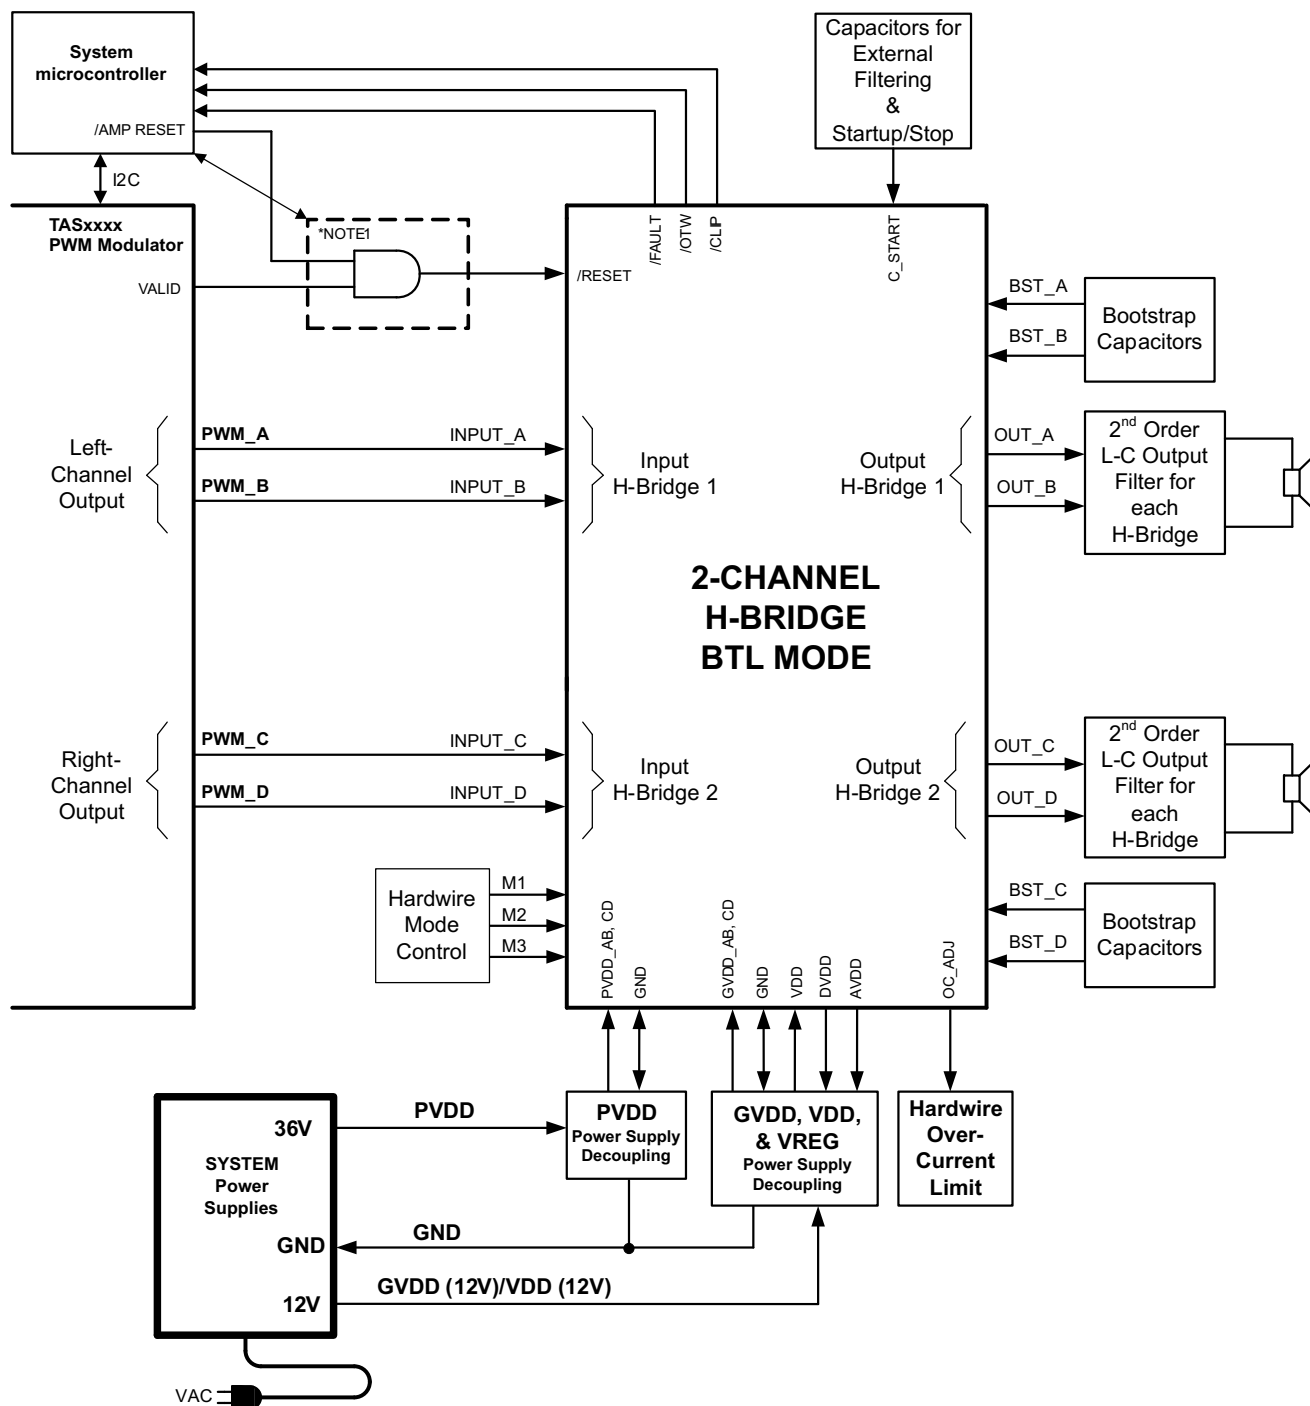 System
microcontroller
/AMP RESET
I2C
TASxxxx
PWM Modulator
VALID
*NOTE1
/RESET
/FAULT
/OTW
/CLIP
Capacitors for
External
Filtering
&
Startup/Stop
C_START
BST_A
BST_B
Bootstrap
Capacitors
Left-
Channel
Output
PWM_A
PWM_B
INPUT_A
INPUT_B
Input
H-Bridge 1
Output
H-Bridge 1
OUT_A
OUT_B
2nd Order
L-C Output
Filter for
each
H-Bridge
2-CHANNEL
H-BRIDGE
BTL MODE
Right-
Channel
Output
PWM_C
PWM_D
INPUT_C
INPUT_D
Input
H-Bridge 2
Output
H-Bridge 2
OUT_C
OUT_D
2nd Order
L-C Output
Filter for
each
H-Bridge
Hardwire
Mode
Control
M1
M2
M3
PVDD_AB, CD
GND
GVDD_AB, CD
GND
VDD
DVDD
AVDD
OC_ADJ
BST_C
BST_D
Bootstrap
Capacitors
36V
SYSTEM
Power
Supplies
GND
12V
PVDD
PVDD
Power Supply
Decoupling
GVDD, VDD,
& VREG
Power Supply
Decoupling
Hardwire
Over-
Current
Limit
GND
GVDD (12V)/VDD (12V)
VAC